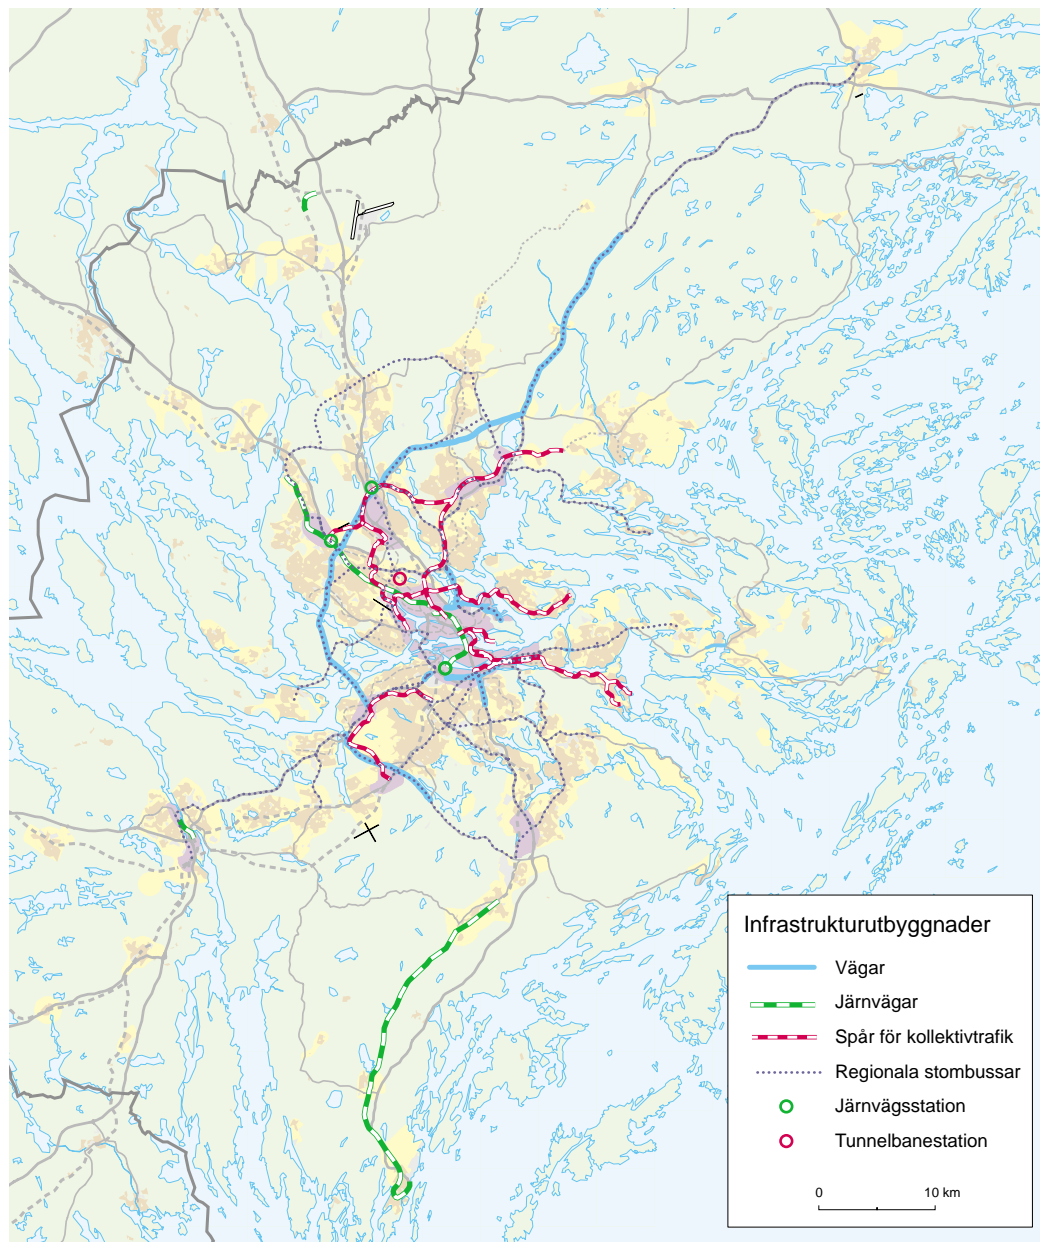 Infrastrukturutbyggnader
Vägar
Järnvägar
Spår för kollektivtrafik
Regionala stombussar
Järnvägsstation
Tunnelbanestation
0 10 km